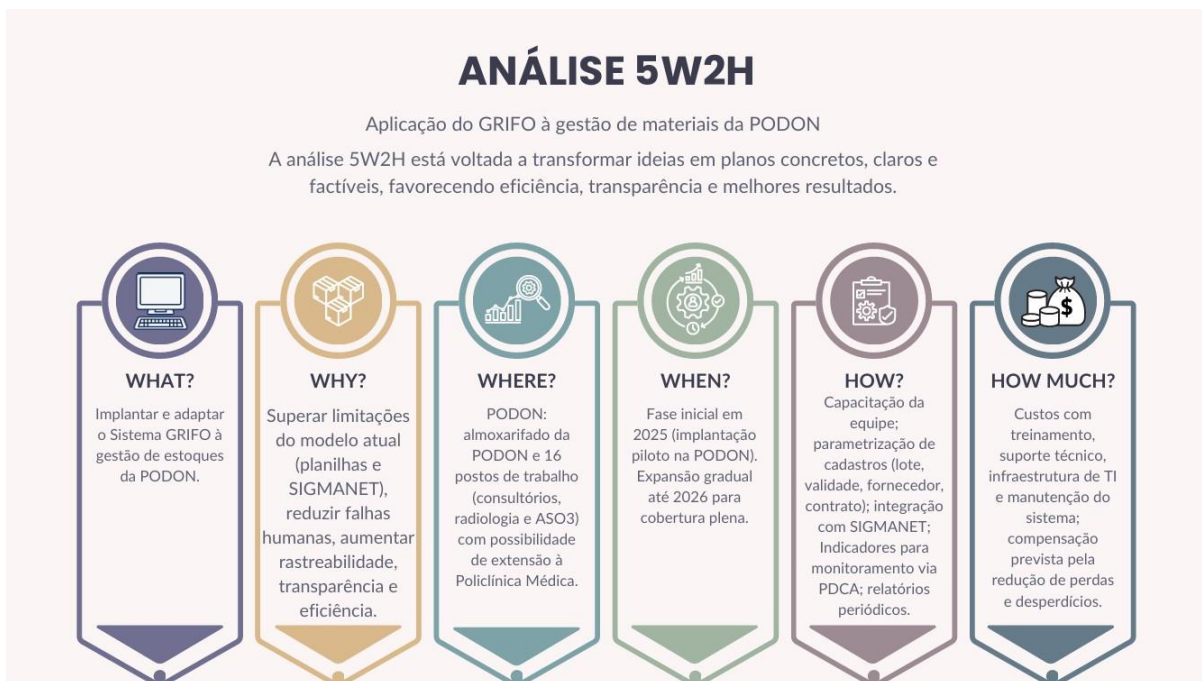 ANÁLISE 5W2H
Aplicação do GRIFO à gestão de materiais da PODON
A análise 5W2H está voltada a transformar ideias em planos concretos, claros e
factíveis, favorecendo eficiência, transparência e melhores resultados.
WHAT?
Implantar e adaptar
o Sistema GRIFO à
gestão de estoques
da PODON.
WHY?
Superar limitações
do modelo atual
(planilhas e
SIGMANET),
reduzir falhas
humanas, aumentar
rastreabilidade,
transparência e
eficiência.
WHERE?
PODON:
almoxarifado da
PODON e 16
postos de trabalho
(consultórios,
radiologia e ASO3)
com possibilidade
de extensão à
Policlínica Médica.
WHEN?
Fase inicial em
2025 (implantação
piloto na PODON).
Expansão gradual
até 2026 para
cobertura plena.
HOW?
Capacitação da
equipe;
parametrização de
cadastros (lote,
validade, fornecedor,
contrato); integração
com SIGMANET;
Indicadores para
monitoramento via
PDCA; relatórios
periódicos.
HOW MUCH?
$
Custos com
treinamento,
suporte técnico,
infraestrutura de TI
e manutenção do
sistema;
compensação
prevista pela
redução de perdas
e desperdícios.